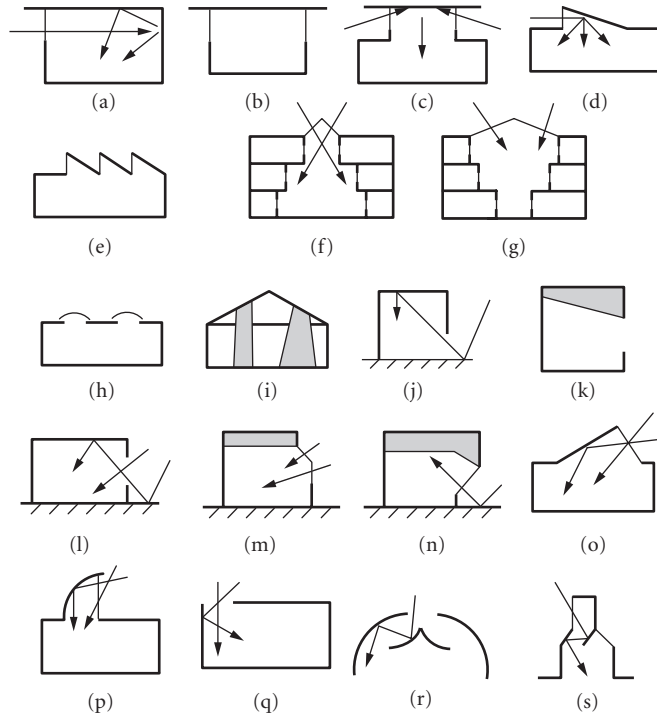 (a) (b) (c) (d)
(e) (f) (g)
(h) (i) (j) (k)
(l) (m) (n) (o)
(p) (q) (r) (s)